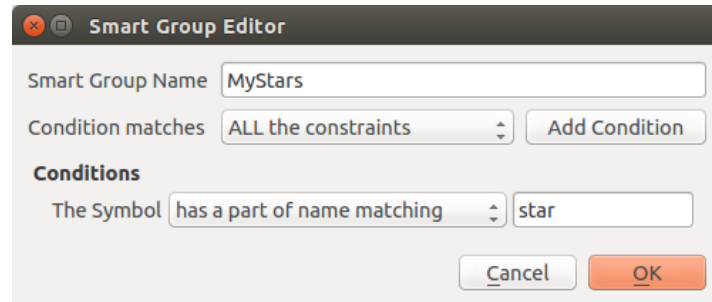 Smart Group Editor
Smart Group Name MyStars
Condition matches ALL the constraints Add Condition
Conditions
The Symbol has a part of name matching star
Cancel OK